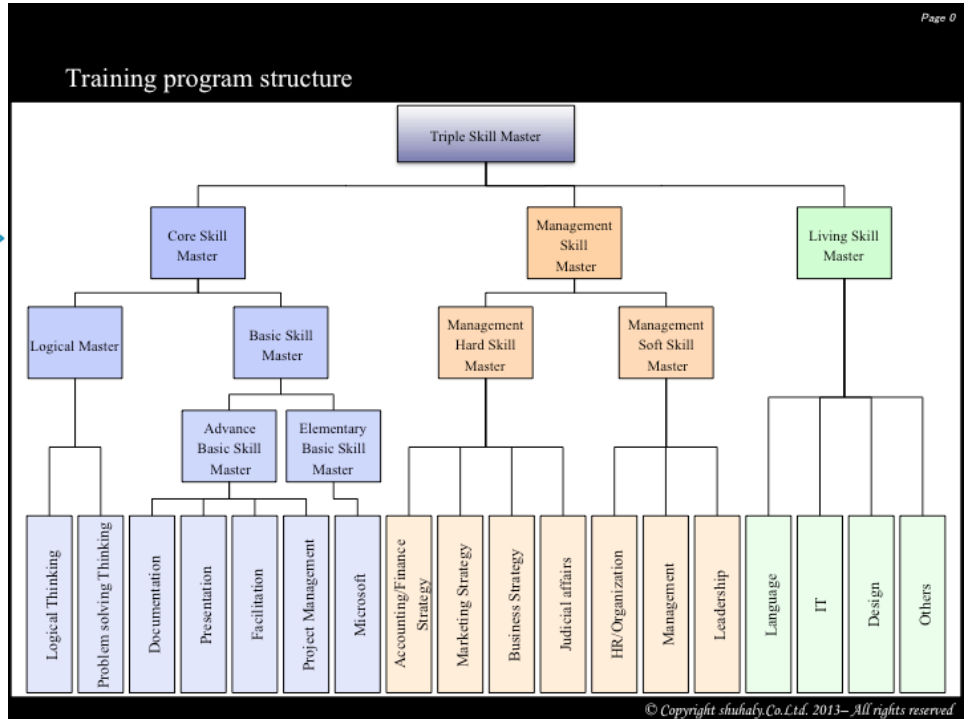 Page 0
Training program structure
Triple Skill Master
Core Skill
Master
Management
Skill
Master
Living Skill
Master
Logical Master
Basic Skill
Master
Management
Hard Skill
Master
Management
Soft Skill
Master
Advance
Basic Skill
Master
Elementary
Basic Skill
Master
Logical Thinking
Problem solving Thinking
Documentation
Presentation
Facilitation
Project Management
Microsoft
Accounting/Finance
Strategy
Marketing Strategy
Business Strategy
Judicial affairs
HR/Organization
Management
Leadership
Language
IT
Design
Others
© Copyright shuhaly.Co.Ltd. 2013– All rights reserved